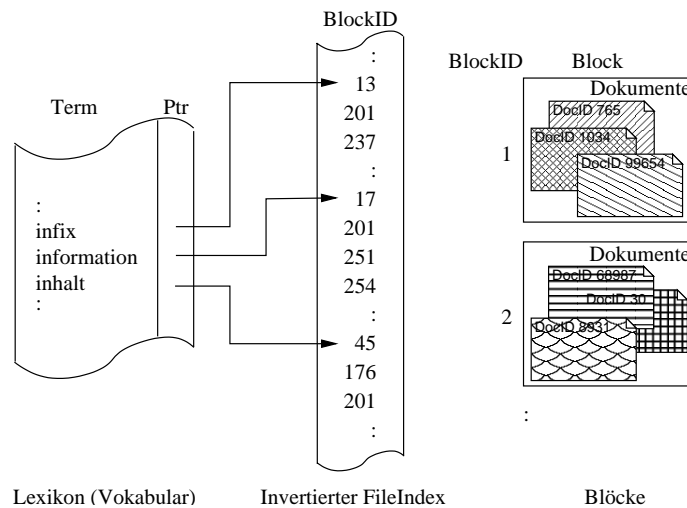 BlockID
BlockID Block
Term Ptr
:
infix
information
inhalt
:
:
13
201
237
:
17
201
251
254
:
45
176
201
:
1
Dokumente
DocID 765
DocID 1034
DocID 99654
2
Dokumente
DocID 68987
DocID 30
DocID 8931
:
Lexikon (Vokabular) Invertierter FileIndex Blöcke